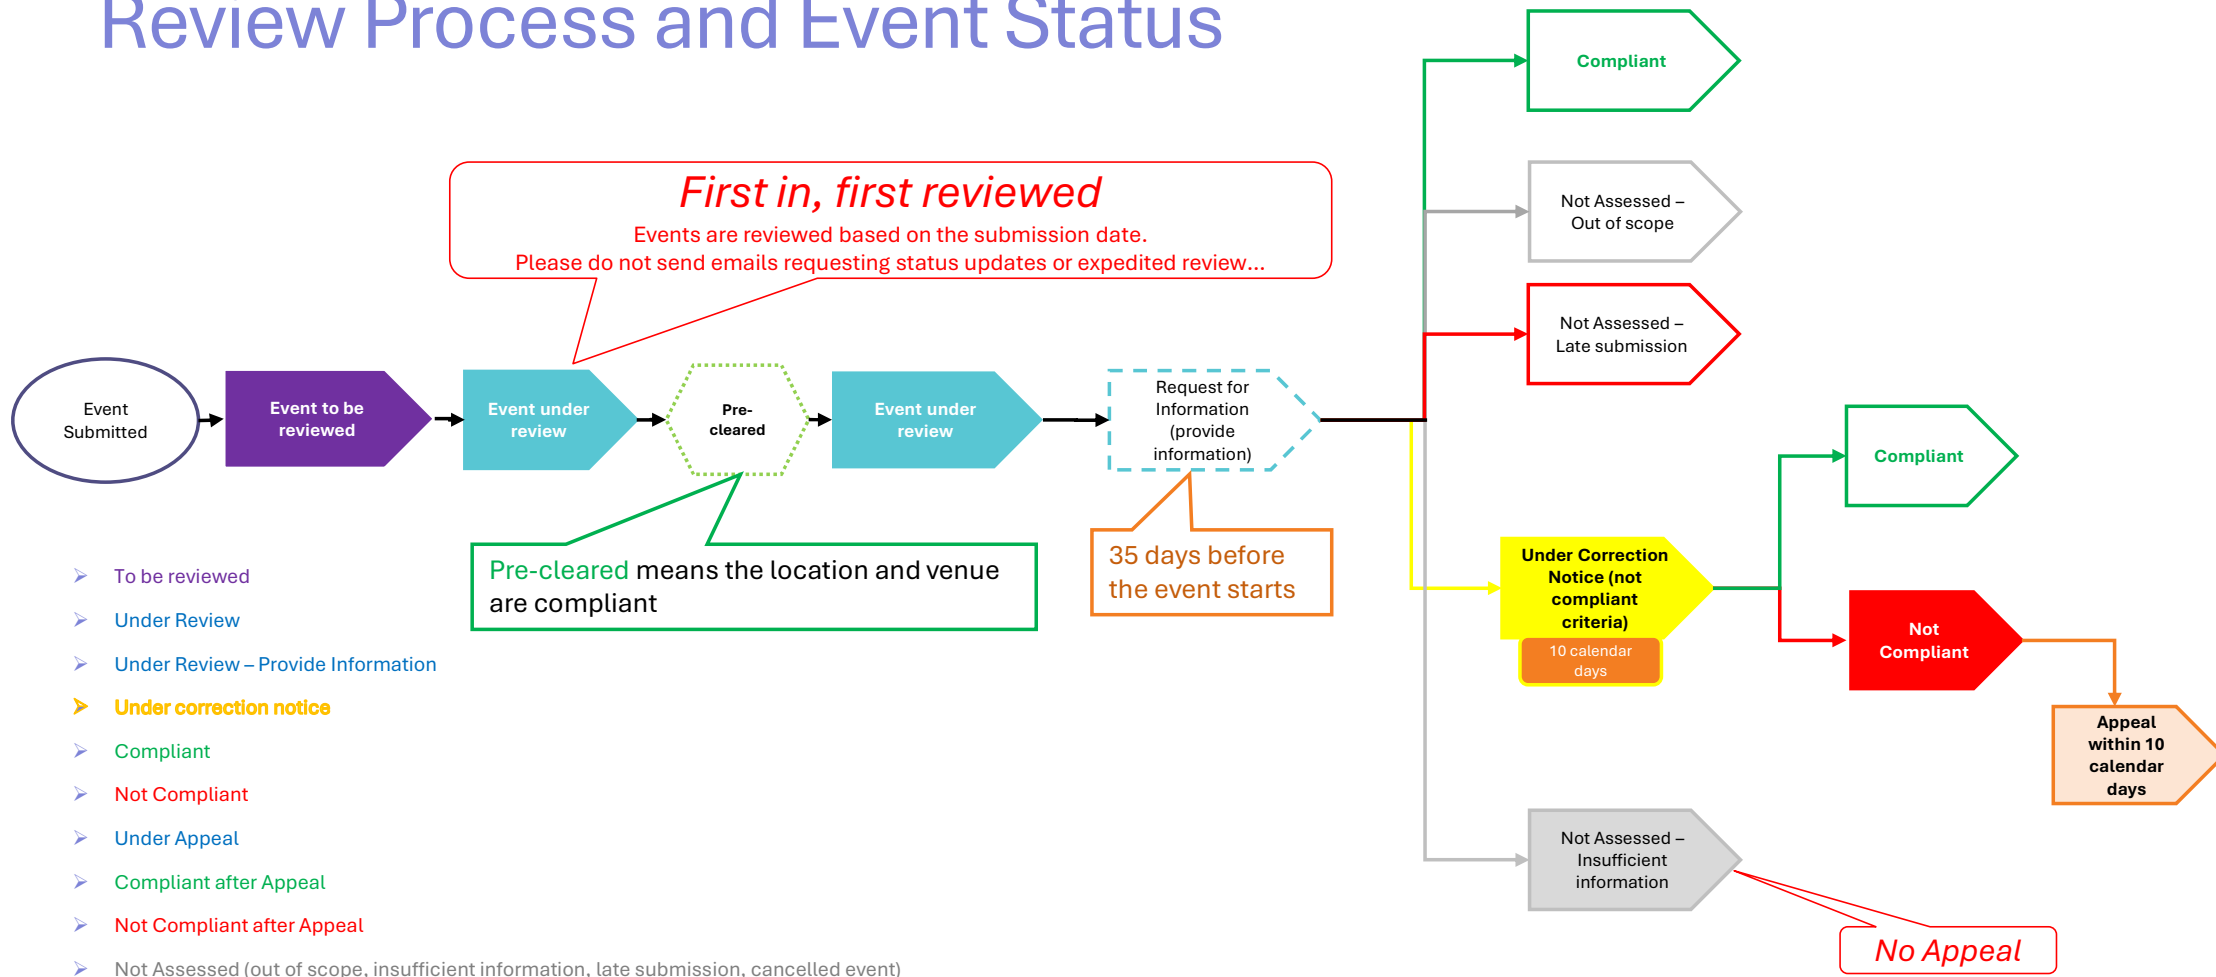 Review Process and Event Status
Compliant
First in, first reviewed
Events are reviewed based on the submission date.
Please do not send emails requesting status updates or expedited review...
Not Assessed –
Out of scope
Not Assessed –
Late submission
Event
Submitted
Event to be
reviewed
Event under
review
Pre-
cleared
Event under
review
Request for
Information
(provide
information)
Compliant
Pre-cleared means the location and venue
are compliant
35 days before
the event starts
Under Correction
Notice (not
compliant
criteria)
10 calendar
days
Not
Compliant
Appeal
within 10
calendar
days
Not Assessed –
Insufficient
information
No Appeal
➢ To be reviewed
➢ Under Review
➢ Under Review – Provide Information
➢ Under correction notice
➢ Compliant
➢ Not Compliant
➢ Under Appeal
➢ Compliant after Appeal
➢ Not Compliant after Appeal
➢ Not Assessed (out of scope, insufficient information, late submission, cancelled event)